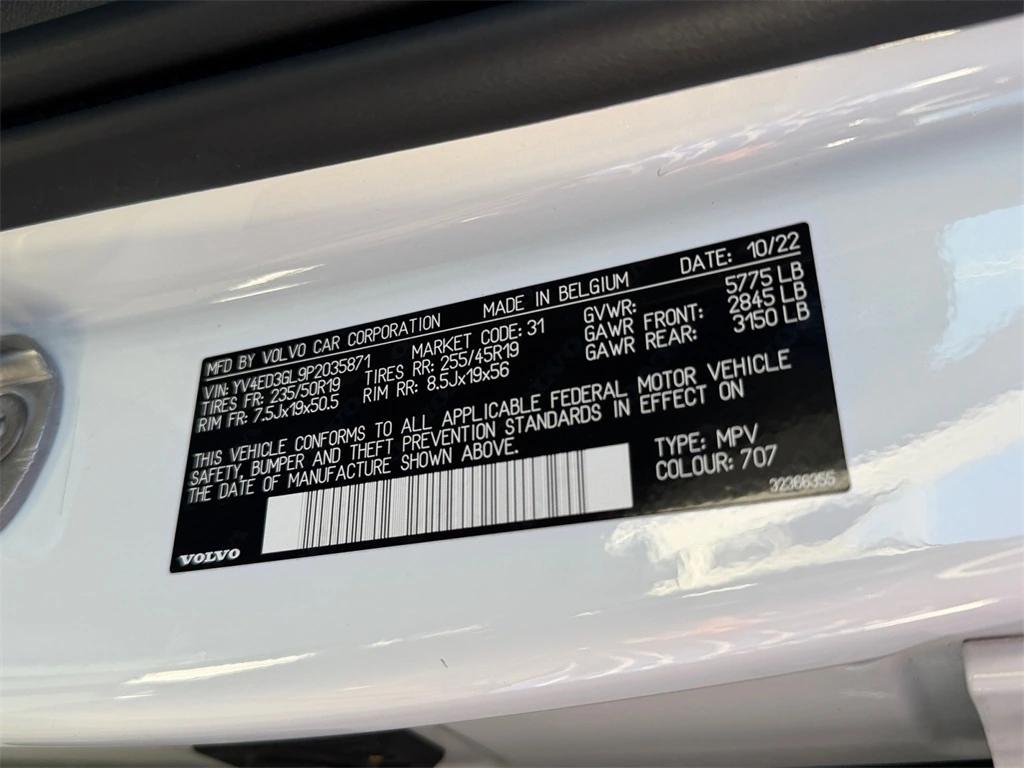 MFD BY VOLVO CAR CORPORATION MADE IN BELGIUM DATE: 10/22
VIN: YV4ED3GL9P2035871 MARKET CODE: 31 GVWR: 5775 LB
TIRES FR: 235/50R19 TIRES RR: 255/45R19 GAWR FRONT: 2845 LB
RIM FR: 7.5Jx19x50.5 RIM RR: 8.5Jx19x56 GAWR REAR: 3150 LB
THIS VEHICLE CONFORMS TO ALL APPLICABLE FEDERAL MOTOR VEHICLE
SAFETY, BUMPER AND THEFT PREVENTION STANDARDS IN EFFECT ON
THE DATE OF MANUFACTURE SHOWN ABOVE.
TYPE: MPV
COLOUR: 707
32366355
VOLVO